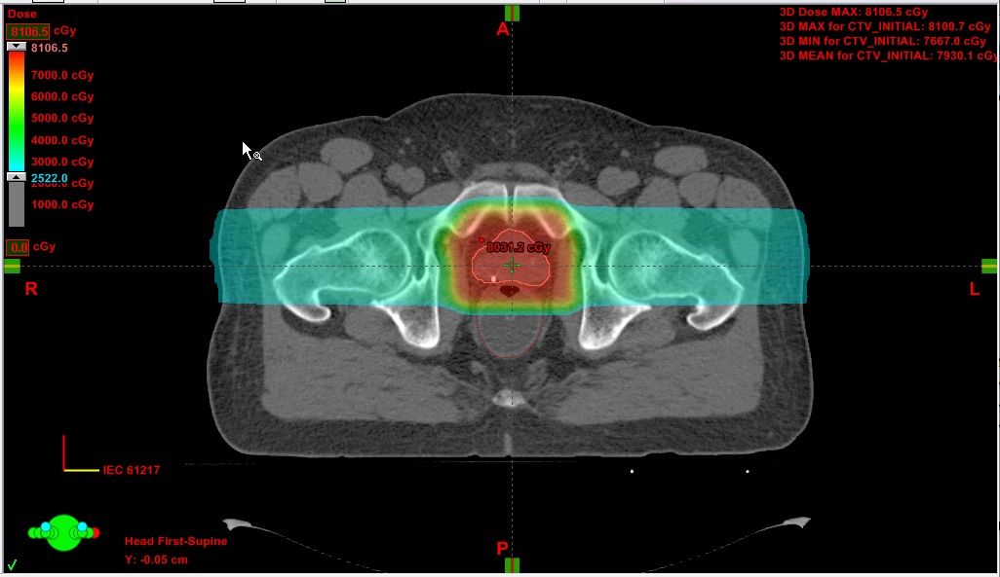 Dose
8106.5 cGy
8106.5
7000.0 cGy
6000.0 cGy
5000.0 cGy
4000.0 cGy
3000.0 cGy
2522.0
2000.0 cGy
1000.0 cGy
0.0 cGy
A
3D Dose MAX: 8106.5 cGy
3D MAX for CTV_INITIAL: 8100.7 cGy
3D MIN for CTV_INITIAL: 7667.0 cGy
3D MEAN for CTV_INITIAL: 7930.1 cGy
8031.2 cGy
R
L
IEC 61217
Head First-Supine
Y: -0.05 cm
P